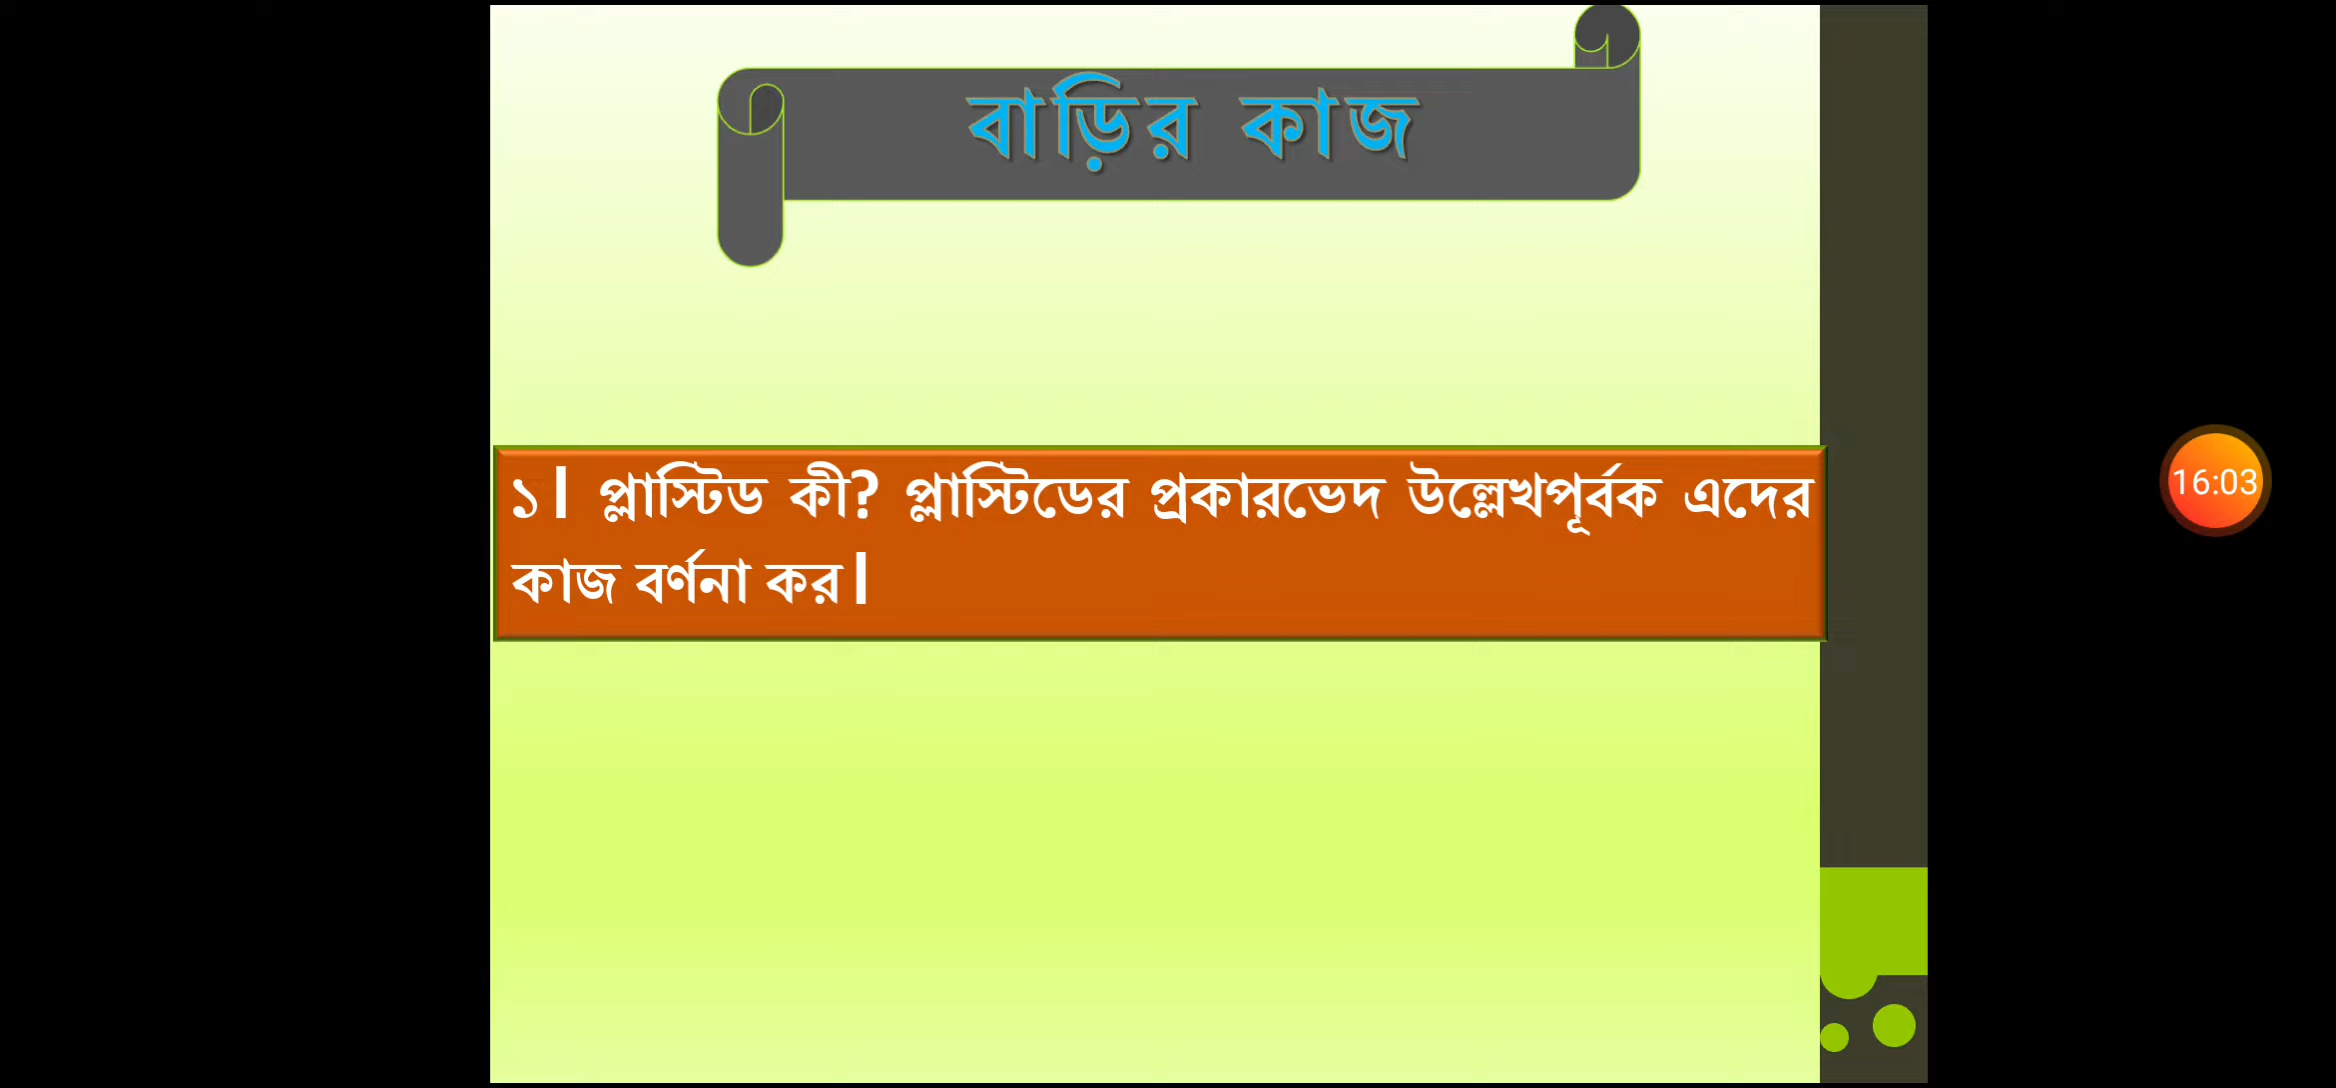 বাড়ির কাজ
১। প্লাস্টিড কী? প্লাস্টিডের প্রকারভেদ উল্লেখপূর্বক এদের
কাজ বর্ণনা কর।
16:03